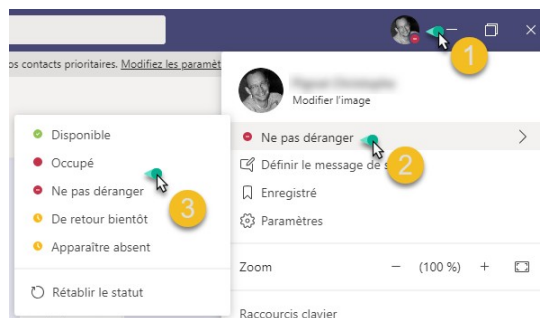 os contacts prioritaires. Modifiez les paramèt
1
Modifier l'image
Ne pas déranger
2
Définir le message de s
Enregistré
Paramètres
Zoom
(100 %)
Raccourcis clavier
Disponible
Occupé
Ne pas déranger
3
De retour bientôt
Apparaître absent
Rétablir le statut